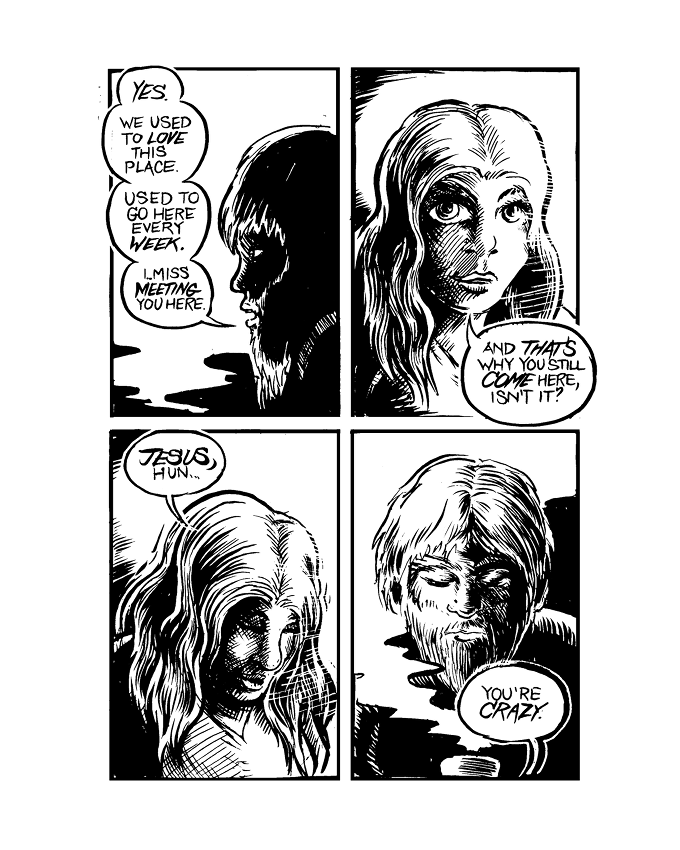 YES.
WE USED
TO LOVE
THIS
PLACE.
USED TO
GO HERE
EVERY
WEEK.
I..MISS
MEETING
YOU HERE.
AND THAT'S
WHY YOU STILL
COME HERE,
ISN'T IT?
JESUS,
HUN...
YOU'RE
CRAZY.